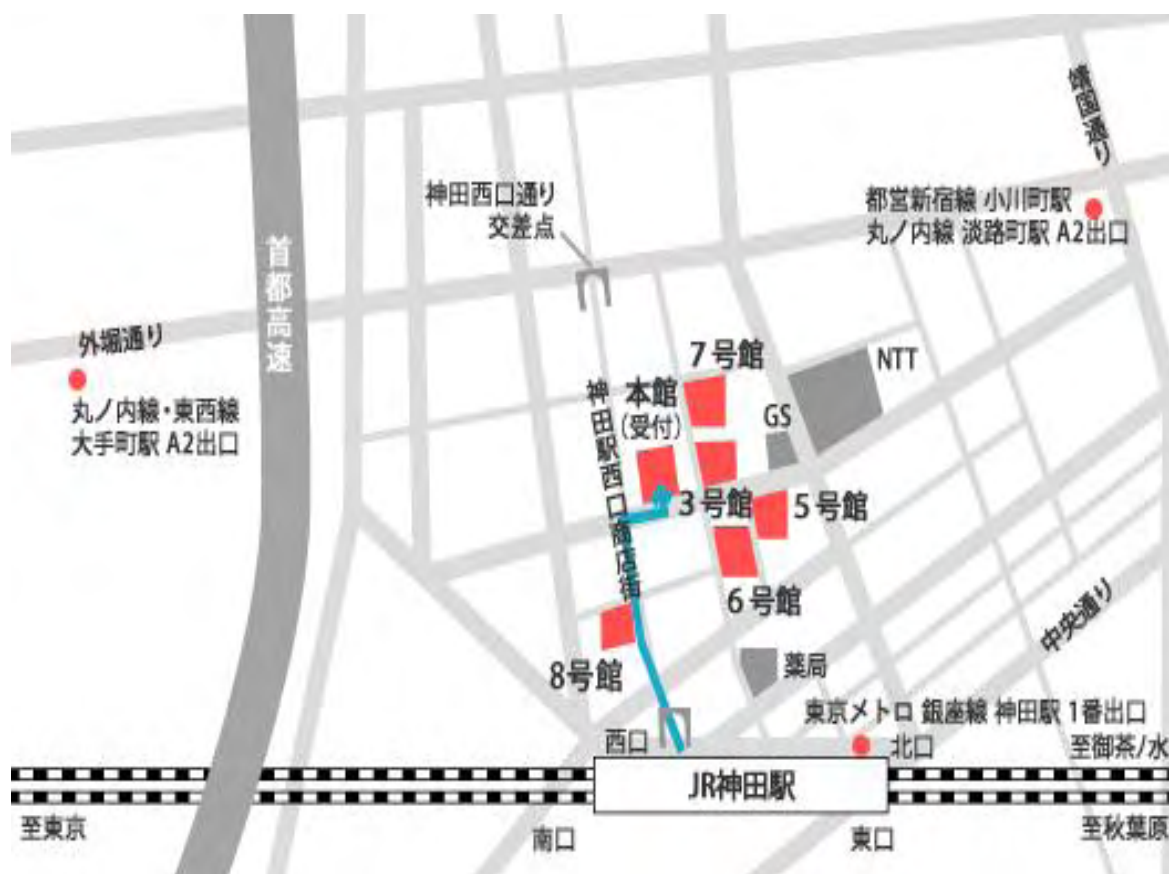 靖国通り
神田西口通り
交差点
都営新宿線 小川町駅
丸ノ内線 淡路町駅 A2出口
首都高速
外堀通り
丸ノ内線・東西線
大手町駅 A2出口
7号館
NTT
本館
(受付)
GS
神田駅西口商店街
3号館
5号館
6号館
中央通り
8号館
薬局
東京メトロ 銀座線 神田駅 1番出口
西口
北口
至御茶ノ水
JR神田駅
至東京
南口
東口
至秋葉原